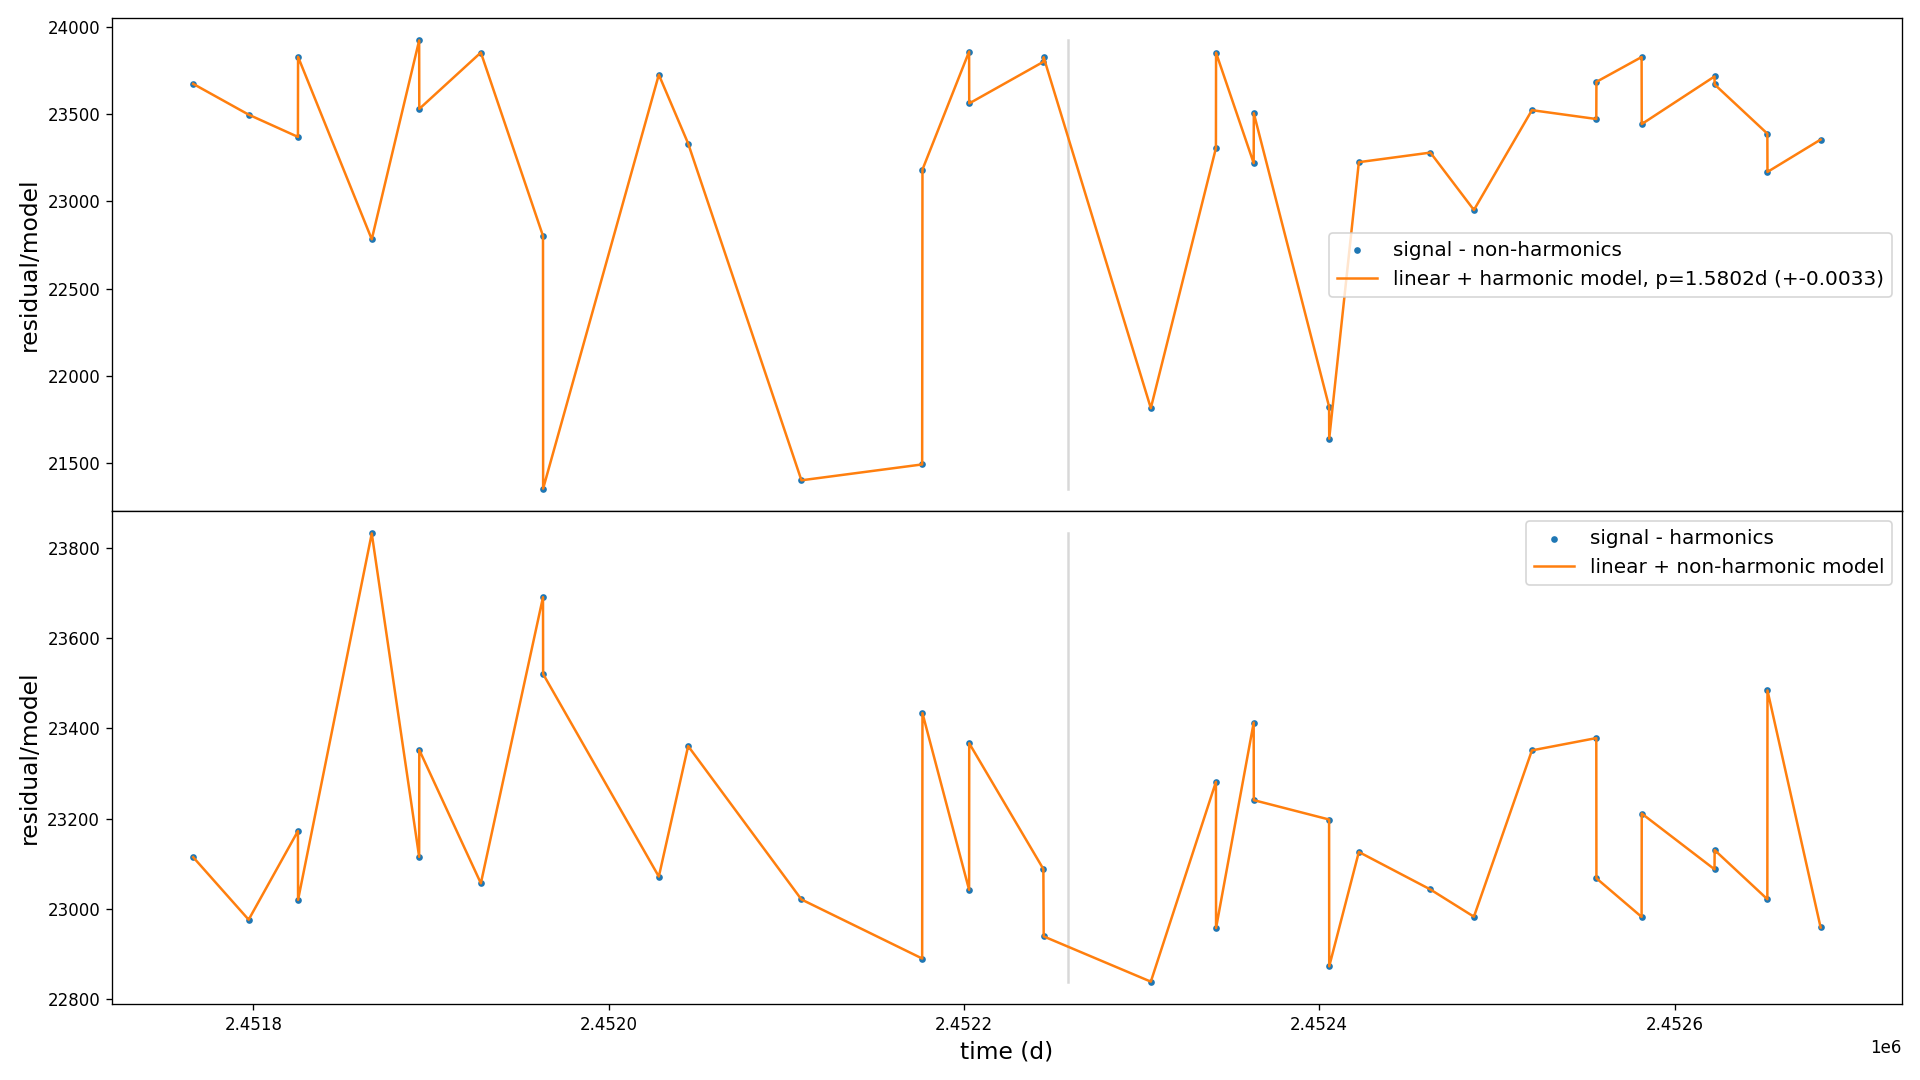 24000
23500
23000
22500
22000
21500
residual/model
signal - non-harmonics
linear + harmonic model, p=1.5802d (+-0.0033)
23800
23600
23400
23200
23000
22800
residual/model
signal - harmonics
linear + non-harmonic model
2.4518 2.4520 2.4522 2.4524 2.4526
1e6
time (d)